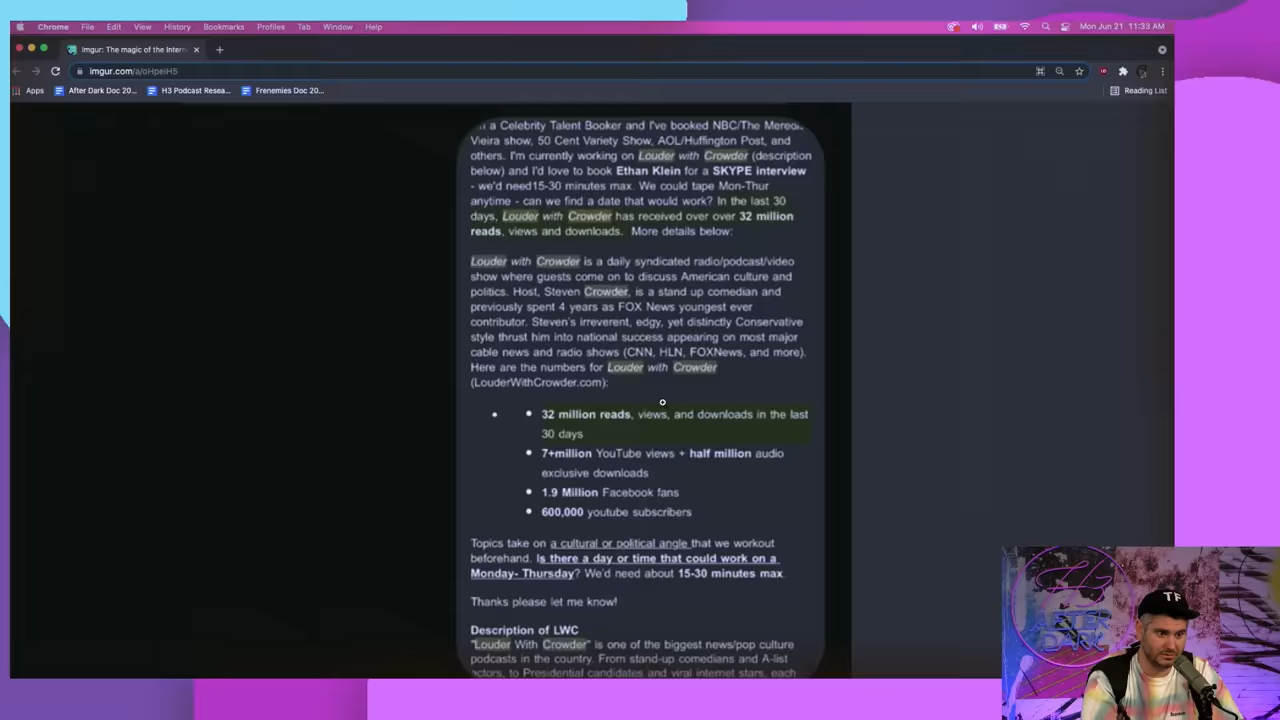 Chrome File Edit View History Bookmarks Profiles Tab Window Help Mon Jun 21 11:33 AM
Imgur: The magic of the Intern
imgur.com/a/oHpeiH5
Apps After Dark Doc 20... H3 Podcast Resea... Frenemies Doc 20... Reading List
a Celebrity Talent Booker and I've booked NBC/The Mered
Vieira show, 50 Cent Variety Show, AOL/Huffington Post, and
others. I'm currently working on Louder with Crowder (description
below) and I'd love to book Ethan Klein for a SKYPE interview
- we'd need15-30 minutes max. We could tape Mon-Thur
anytime - can we find a date that would work? In the last 30
days, Louder with Crowder has received over over 32 million
reads, views and downloads. More details below:
Louder with Crowder is a daily syndicated radio/podcast/video
show where guests come on to discuss American culture and
politics. Host, Steven Crowder, is a stand up comedian and
previously spent 4 years as FOX News youngest ever
contributor. Steven's irreverent, edgy, yet distinctly Conservative
style thrust him into national success appearing on most major
cable news and radio shows (CNN, HLN, FOXNews, and more).
Here are the numbers for Louder with Crowder
(LouderWithCrowder.com):
32 million reads, views, and downloads in the last
30 days
7+million YouTube views + half million audio
exclusive downloads
1.9 Million Facebook fans
600,000 youtube subscribers
Topics take on a cultural or political angle that we workout
beforehand. Is there a day or time that could work on a
Monday- Thursday? We'd need about 15-30 minutes max.
Thanks please let me know!
Description of LWC
"Louder With Crowder" is one of the biggest news/pop culture
podcasts in the country. From stand-up comedians and A-list
actors, to Presidential candidates and viral internet stars, each
AFTER
DARK
TF